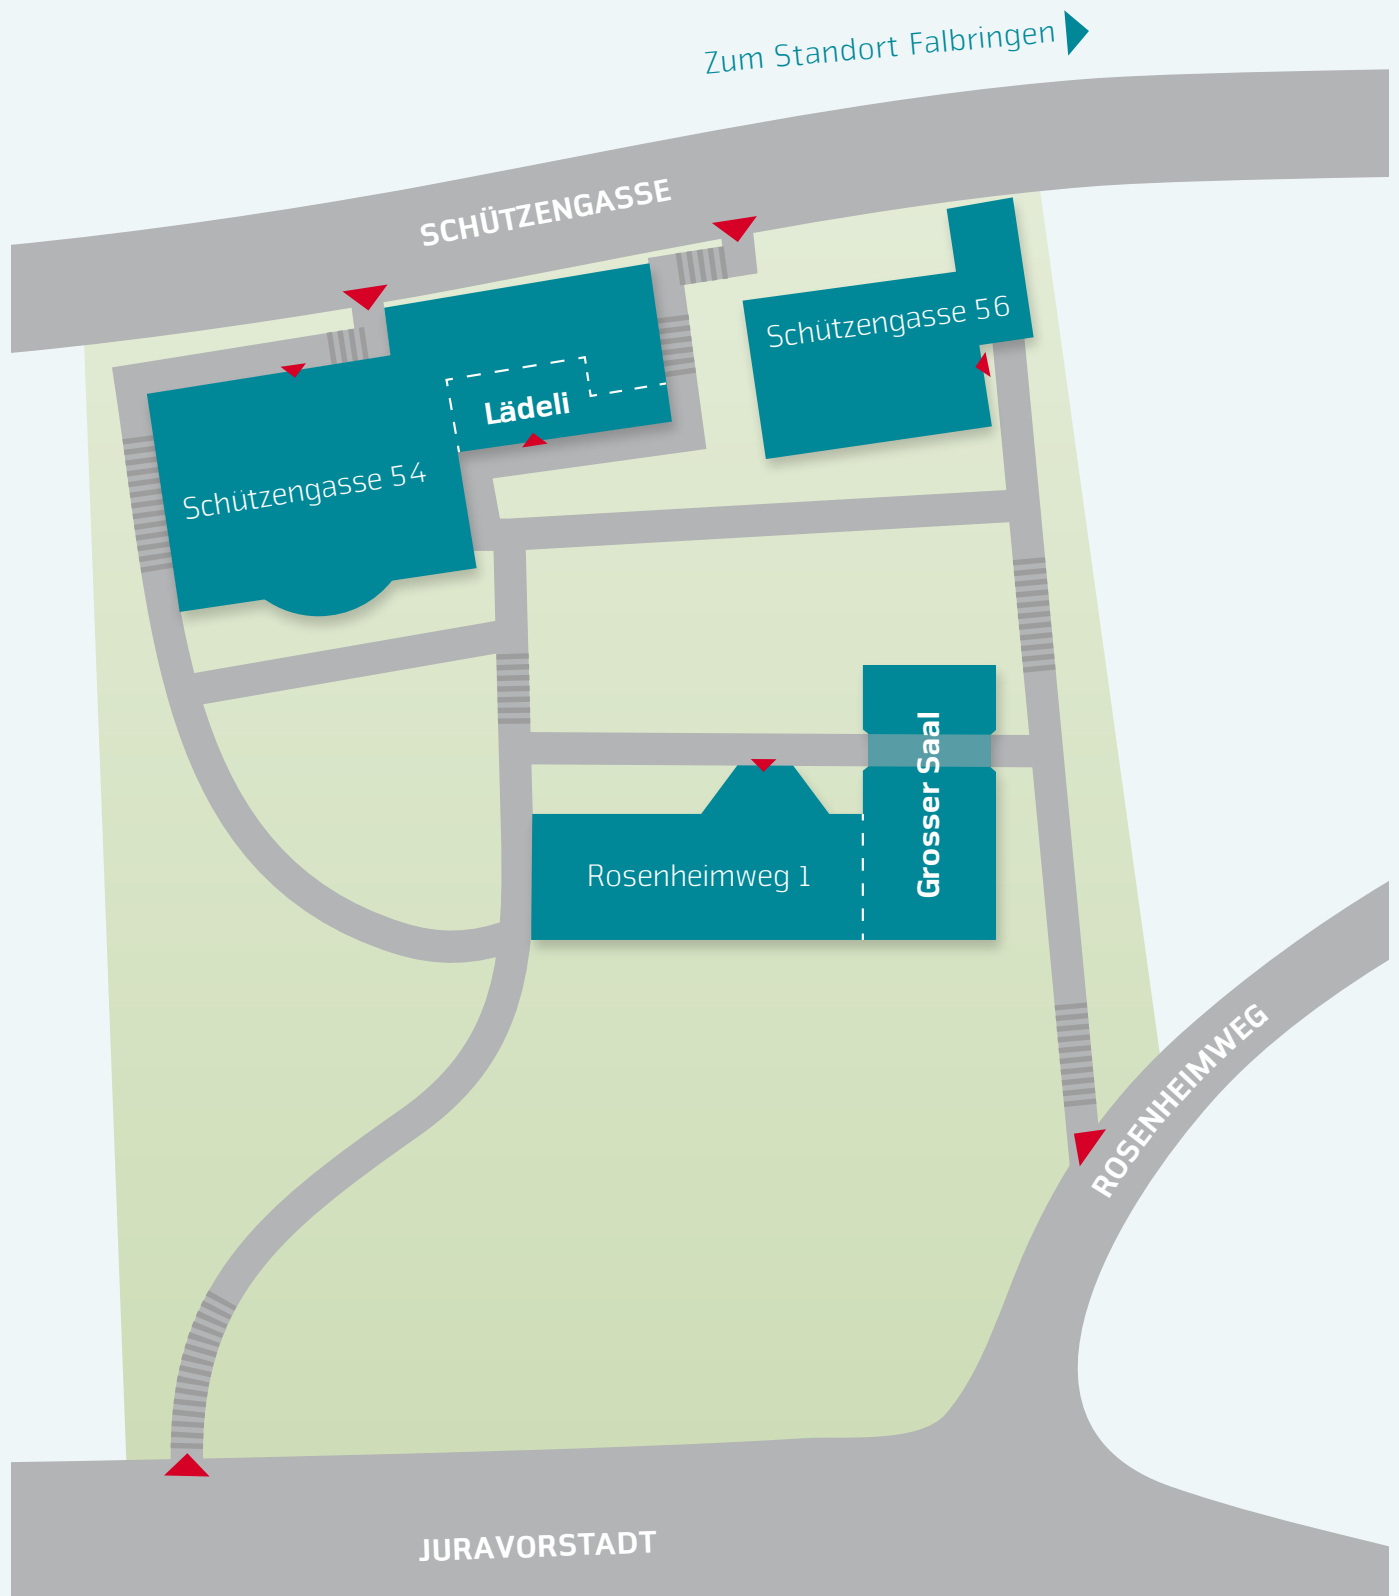 Zum Standort Falbringen
SCHÜTZENGASSE
Schützengasse 56
Lädeli
Schützengasse 54
Grosser Saal
Rosenheimweg 1
ROSENHEIMWEG
JURAVORSTADT